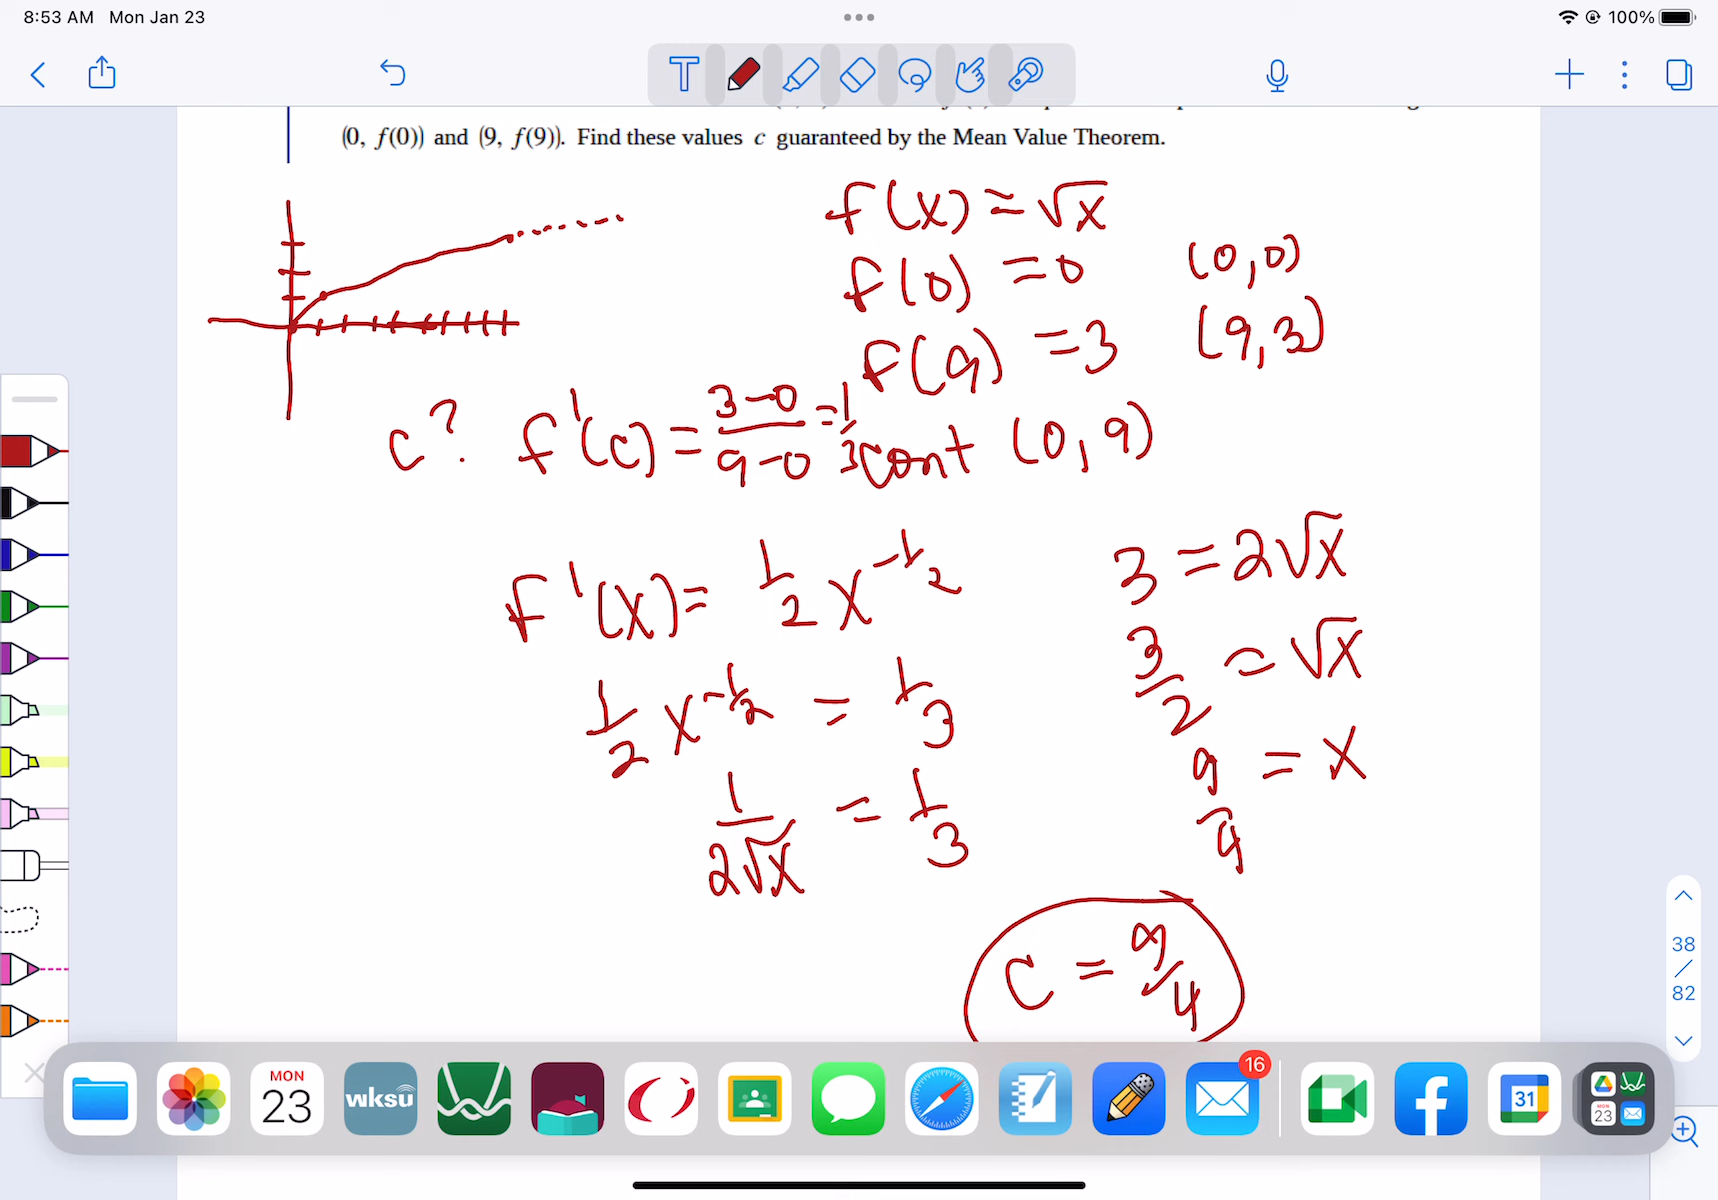 8:53 AM Mon Jan 23
100%
(0, f(0)) and (9, f(9)). Find these values c guaranteed by the Mean Value Theorem.
f(x) = √x
f(0) = 0 (0,0)
f(9) = 3 (9,3)
c? f'(c) = 3-0/9-0 = 1/3
cont (0,9)
f'(x) = 1/2 x^-1/2
1/2 x^-1/2 = 1/3
1/2√x = 1/3
3 = 2√x
3/2 = √x
9/4 = x
C = 9/4
38
82
MON
23
wksu
16
31